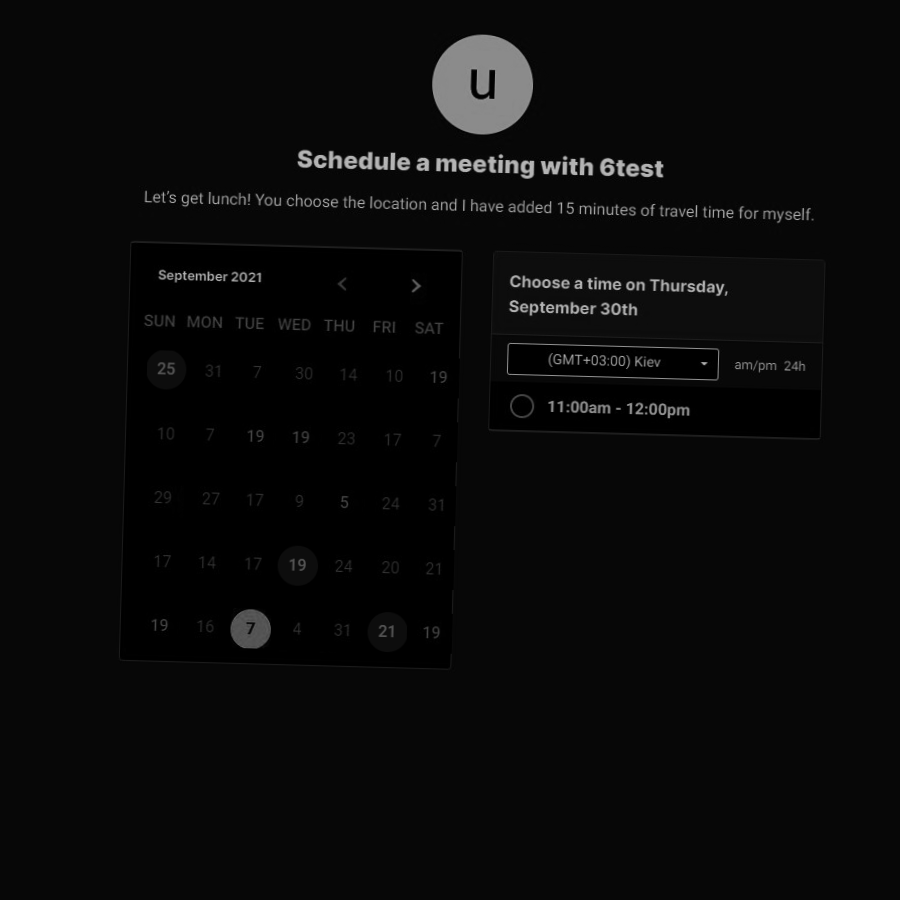 u
Schedule a meeting with 6test
Let's get lunch! You choose the location and I have added 15 minutes of travel time for myself.
September 2021
SUN MON TUE WED THU FRI SAT
25 31 7 30 14 10 19
10 7 19 19 23 17 7
29 27 17 9 5 24 31
17 14 17 19 24 20 21
19 16 7 4 31 21 19
Choose a time on Thursday,
September 30th
(GMT+03:00) Kiev am/pm 24h
11:00am - 12:00pm